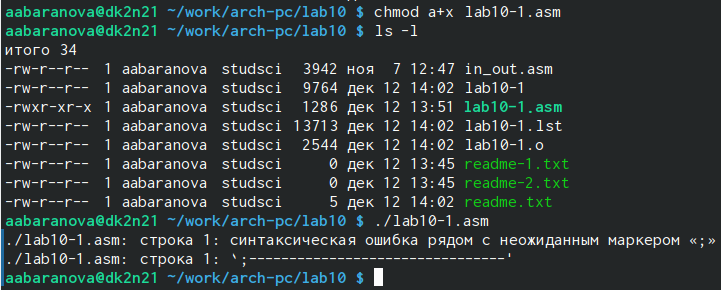 aabaranova@dk2n21 ~/work/arch-pc/lab10 $ chmod a+x lab10-1.asm
aabaranova@dk2n21 ~/work/arch-pc/lab10 $ ls -l
итого 34
-rw-r--r-- 1 aabaranova studsci  3942 ноя  7 12:47 in_out.asm
-rw-r--r-- 1 aabaranova studsci  9764 дек 12 14:02 lab10-1
-rwxr-xr-x 1 aabaranova studsci  1286 дек 12 13:51 lab10-1.asm
-rw-r--r-- 1 aabaranova studsci 13713 дек 12 14:02 lab10-1.lst
-rw-r--r-- 1 aabaranova studsci  2544 дек 12 14:02 lab10-1.o
-rw-r--r-- 1 aabaranova studsci     0 дек 12 13:45 readme-1.txt
-rw-r--r-- 1 aabaranova studsci     0 дек 12 13:45 readme-2.txt
-rw-r--r-- 1 aabaranova studsci     5 дек 12 14:02 readme.txt
aabaranova@dk2n21 ~/work/arch-pc/lab10 $ ./lab10-1.asm
./lab10-1.asm: строка 1: синтаксическая ошибка рядом с неожиданным маркером «;»
./lab10-1.asm: строка 1: `;--------------------------------'
aabaranova@dk2n21 ~/work/arch-pc/lab10 $